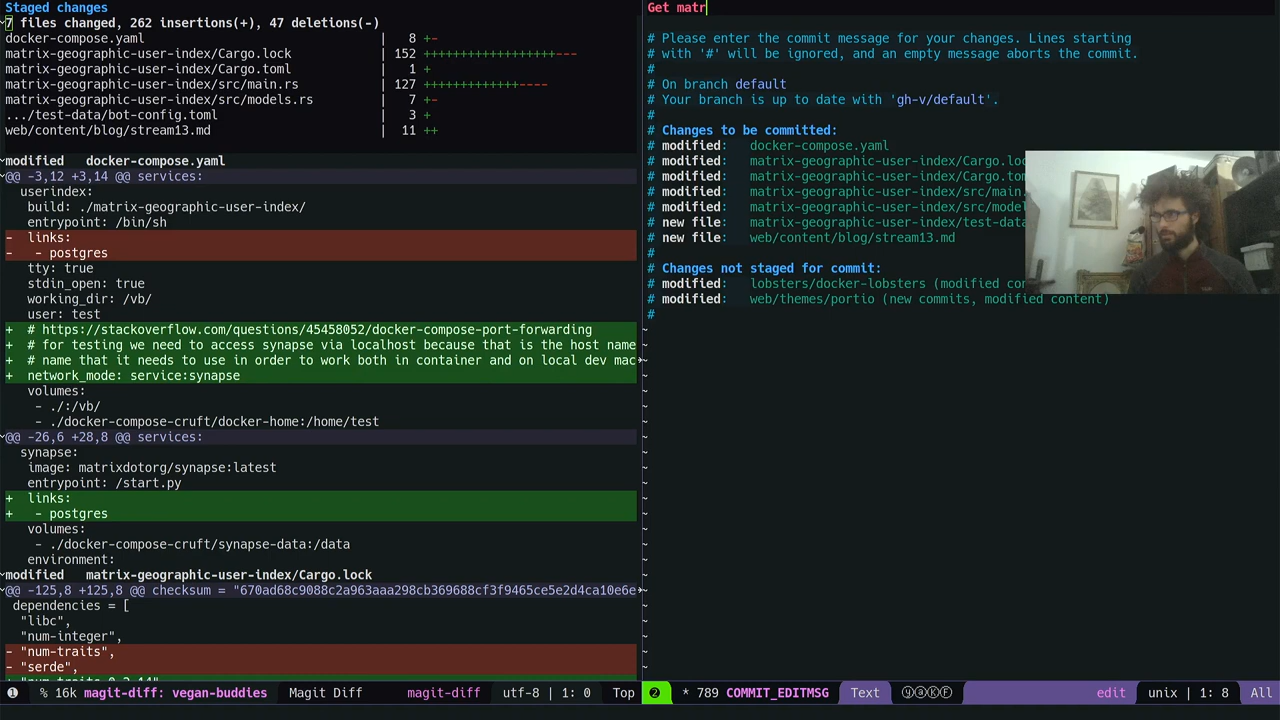 Staged changes
7 files changed, 262 insertions(+), 47 deletions(-)
docker-compose.yaml | 8 +-
matrix-geographic-user-index/Cargo.lock | 152 ++++++++++++++++++---
matrix-geographic-user-index/Cargo.toml | 1 +
matrix-geographic-user-index/src/main.rs | 127 +++++++++++++----
matrix-geographic-user-index/src/models.rs | 7 +-
.../test-data/bot-config.toml | 3 +
web/content/blog/stream13.md | 11 ++
modified docker-compose.yaml
@@ -3,12 +3,14 @@ services:
userindex:
build: ./matrix-geographic-user-index/
entrypoint: /bin/sh
- links:
- - postgres
tty: true
stdin_open: true
working_dir: /vb/
user: test
+ # https://stackoverflow.com/questions/45458052/docker-compose-port-forwarding
+ # for testing we need to access synapse via localhost because that is the host name
+ # name that it needs to use in order to work both in container and on local dev mac
+ network_mode: service:synapse
volumes:
- ./:/vb/
- ./docker-compose-cruft/docker-home:/home/test
@@ -26,6 +28,8 @@ services:
synapse:
image: matrixdotorg/synapse:latest
entrypoint: /start.py
+ links:
+ - postgres
volumes:
- ./docker-compose-cruft/synapse-data:/data
environment:
modified matrix-geographic-user-index/Cargo.lock
@@ -125,8 +125,8 @@ checksum = "670ad68c9088c2a963aaa298cb369688cf3f9465ce5e2d4ca10e6e
dependencies = [
"libc",
"num-integer",
- "num-traits",
- "serde",
+ "num-traits 0.2.14",
❶ % 16k magit-diff: vegan-buddies Magit Diff magit-diff utf-8 | 1: 0 Top
Get matr
# Please enter the commit message for your changes. Lines starting
# with '#' will be ignored, and an empty message aborts the commit.
#
# On branch default
# Your branch is up to date with 'gh-v/default'.
#
# Changes to be committed:
# modified: docker-compose.yaml
# modified: matrix-geographic-user-index/Cargo.loc
# modified: matrix-geographic-user-index/Cargo.tom
# modified: matrix-geographic-user-index/src/main.
# modified: matrix-geographic-user-index/src/model
# new file: matrix-geographic-user-index/test-data
# new file: web/content/blog/stream13.md
#
# Changes not staged for commit:
# modified: lobsters/docker-lobsters (modified con
# modified: web/themes/portio (new commits, modified content)
#
❷ * 789 COMMIT_EDITMSG Text ⓨⓐⓀⒻ edit unix | 1: 8 All